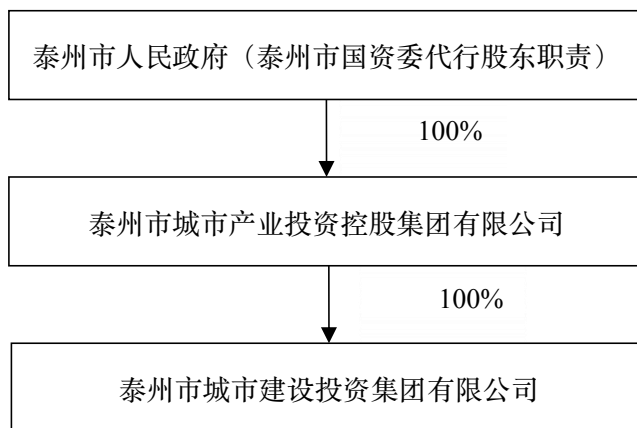 泰州市人民政府（泰州市国资委代行股东职责）
100%
泰州市城市产业投资控股集团有限公司
100%
泰州市城市建设投资集团有限公司